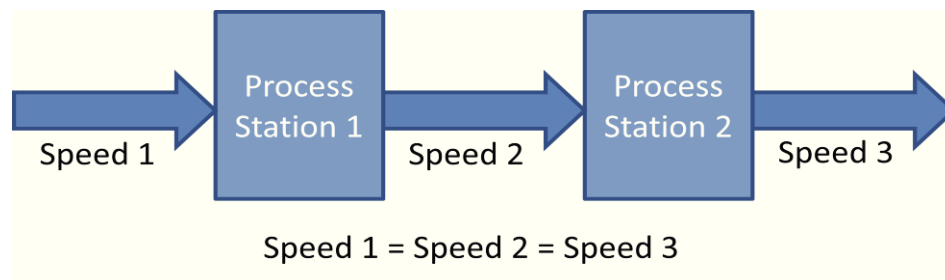 Process
Station 1
Process
Station 2
Speed 1
Speed 2
Speed 3
Speed 1 = Speed 2 = Speed 3